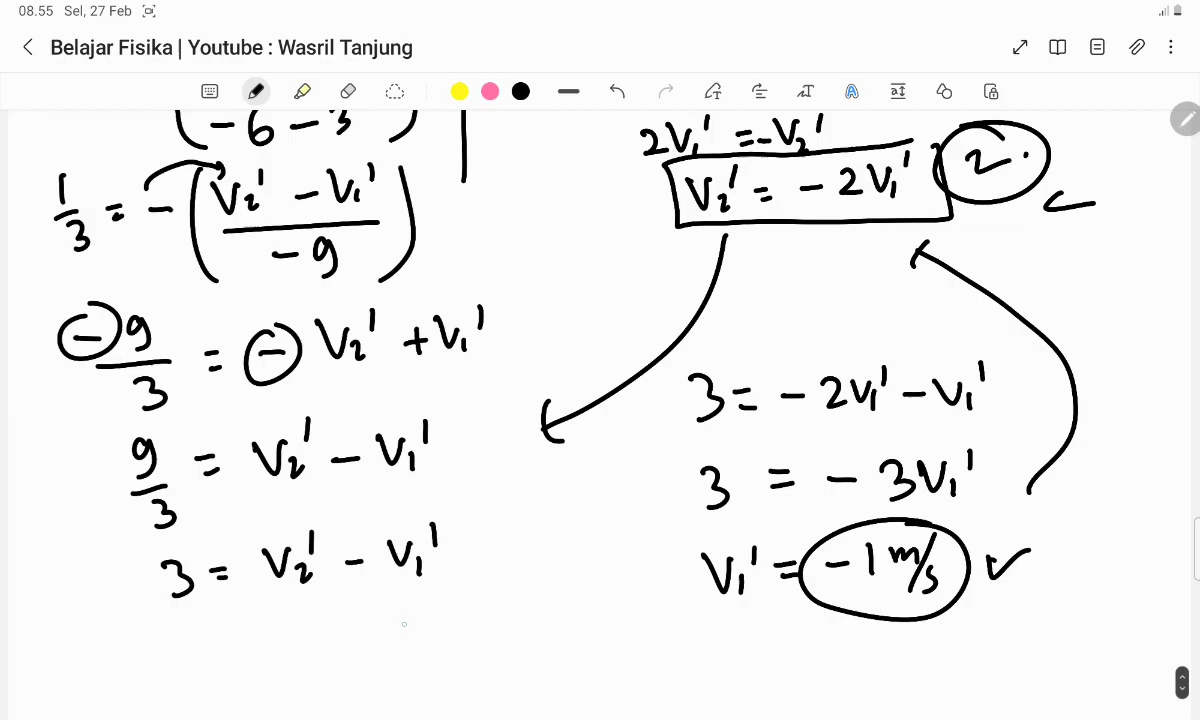 08.55 Sel, 27 Feb
Belajar Fisika | Youtube : Wasril Tanjung
(-6-3)
1/3 = -((V₂' - V₁')/-9)
-9/3 = -V₂' + V₁'
9/3 = V₂' - V₁'
3 = V₂' - V₁'
2V₁' = -V₂'
V₂' = -2V₁' 2.
3 = -2V₁' - V₁'
3 = -3V₁'
V₁' = -1 m/s ✓